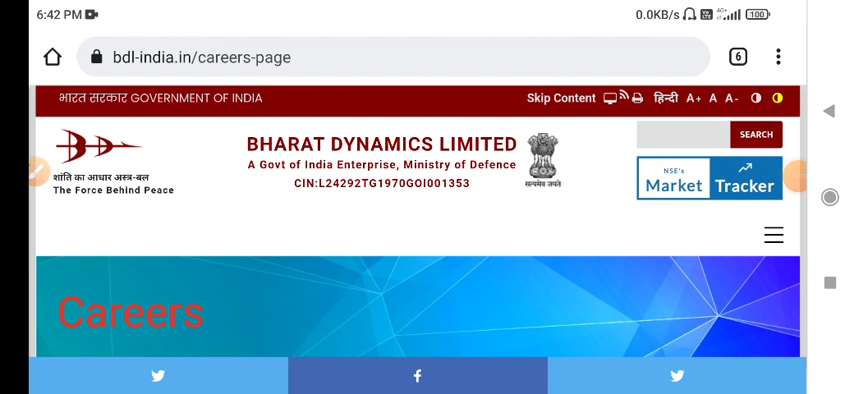 6:42 PM 0.0KB/s 4G+ 100
bdl-india.in/careers-page 6
भारत सरकार GOVERNMENT OF INDIA Skip Content हिन्दी A+ A A-
BHARAT DYNAMICS LIMITED
A Govt of India Enterprise, Ministry of Defence
CIN:L24292TG1970GOI001353
शांति का आधार अस्त्र-बल
The Force Behind Peace
सत्यमेव जयते
SEARCH
NSE's
Market Tracker
Careers